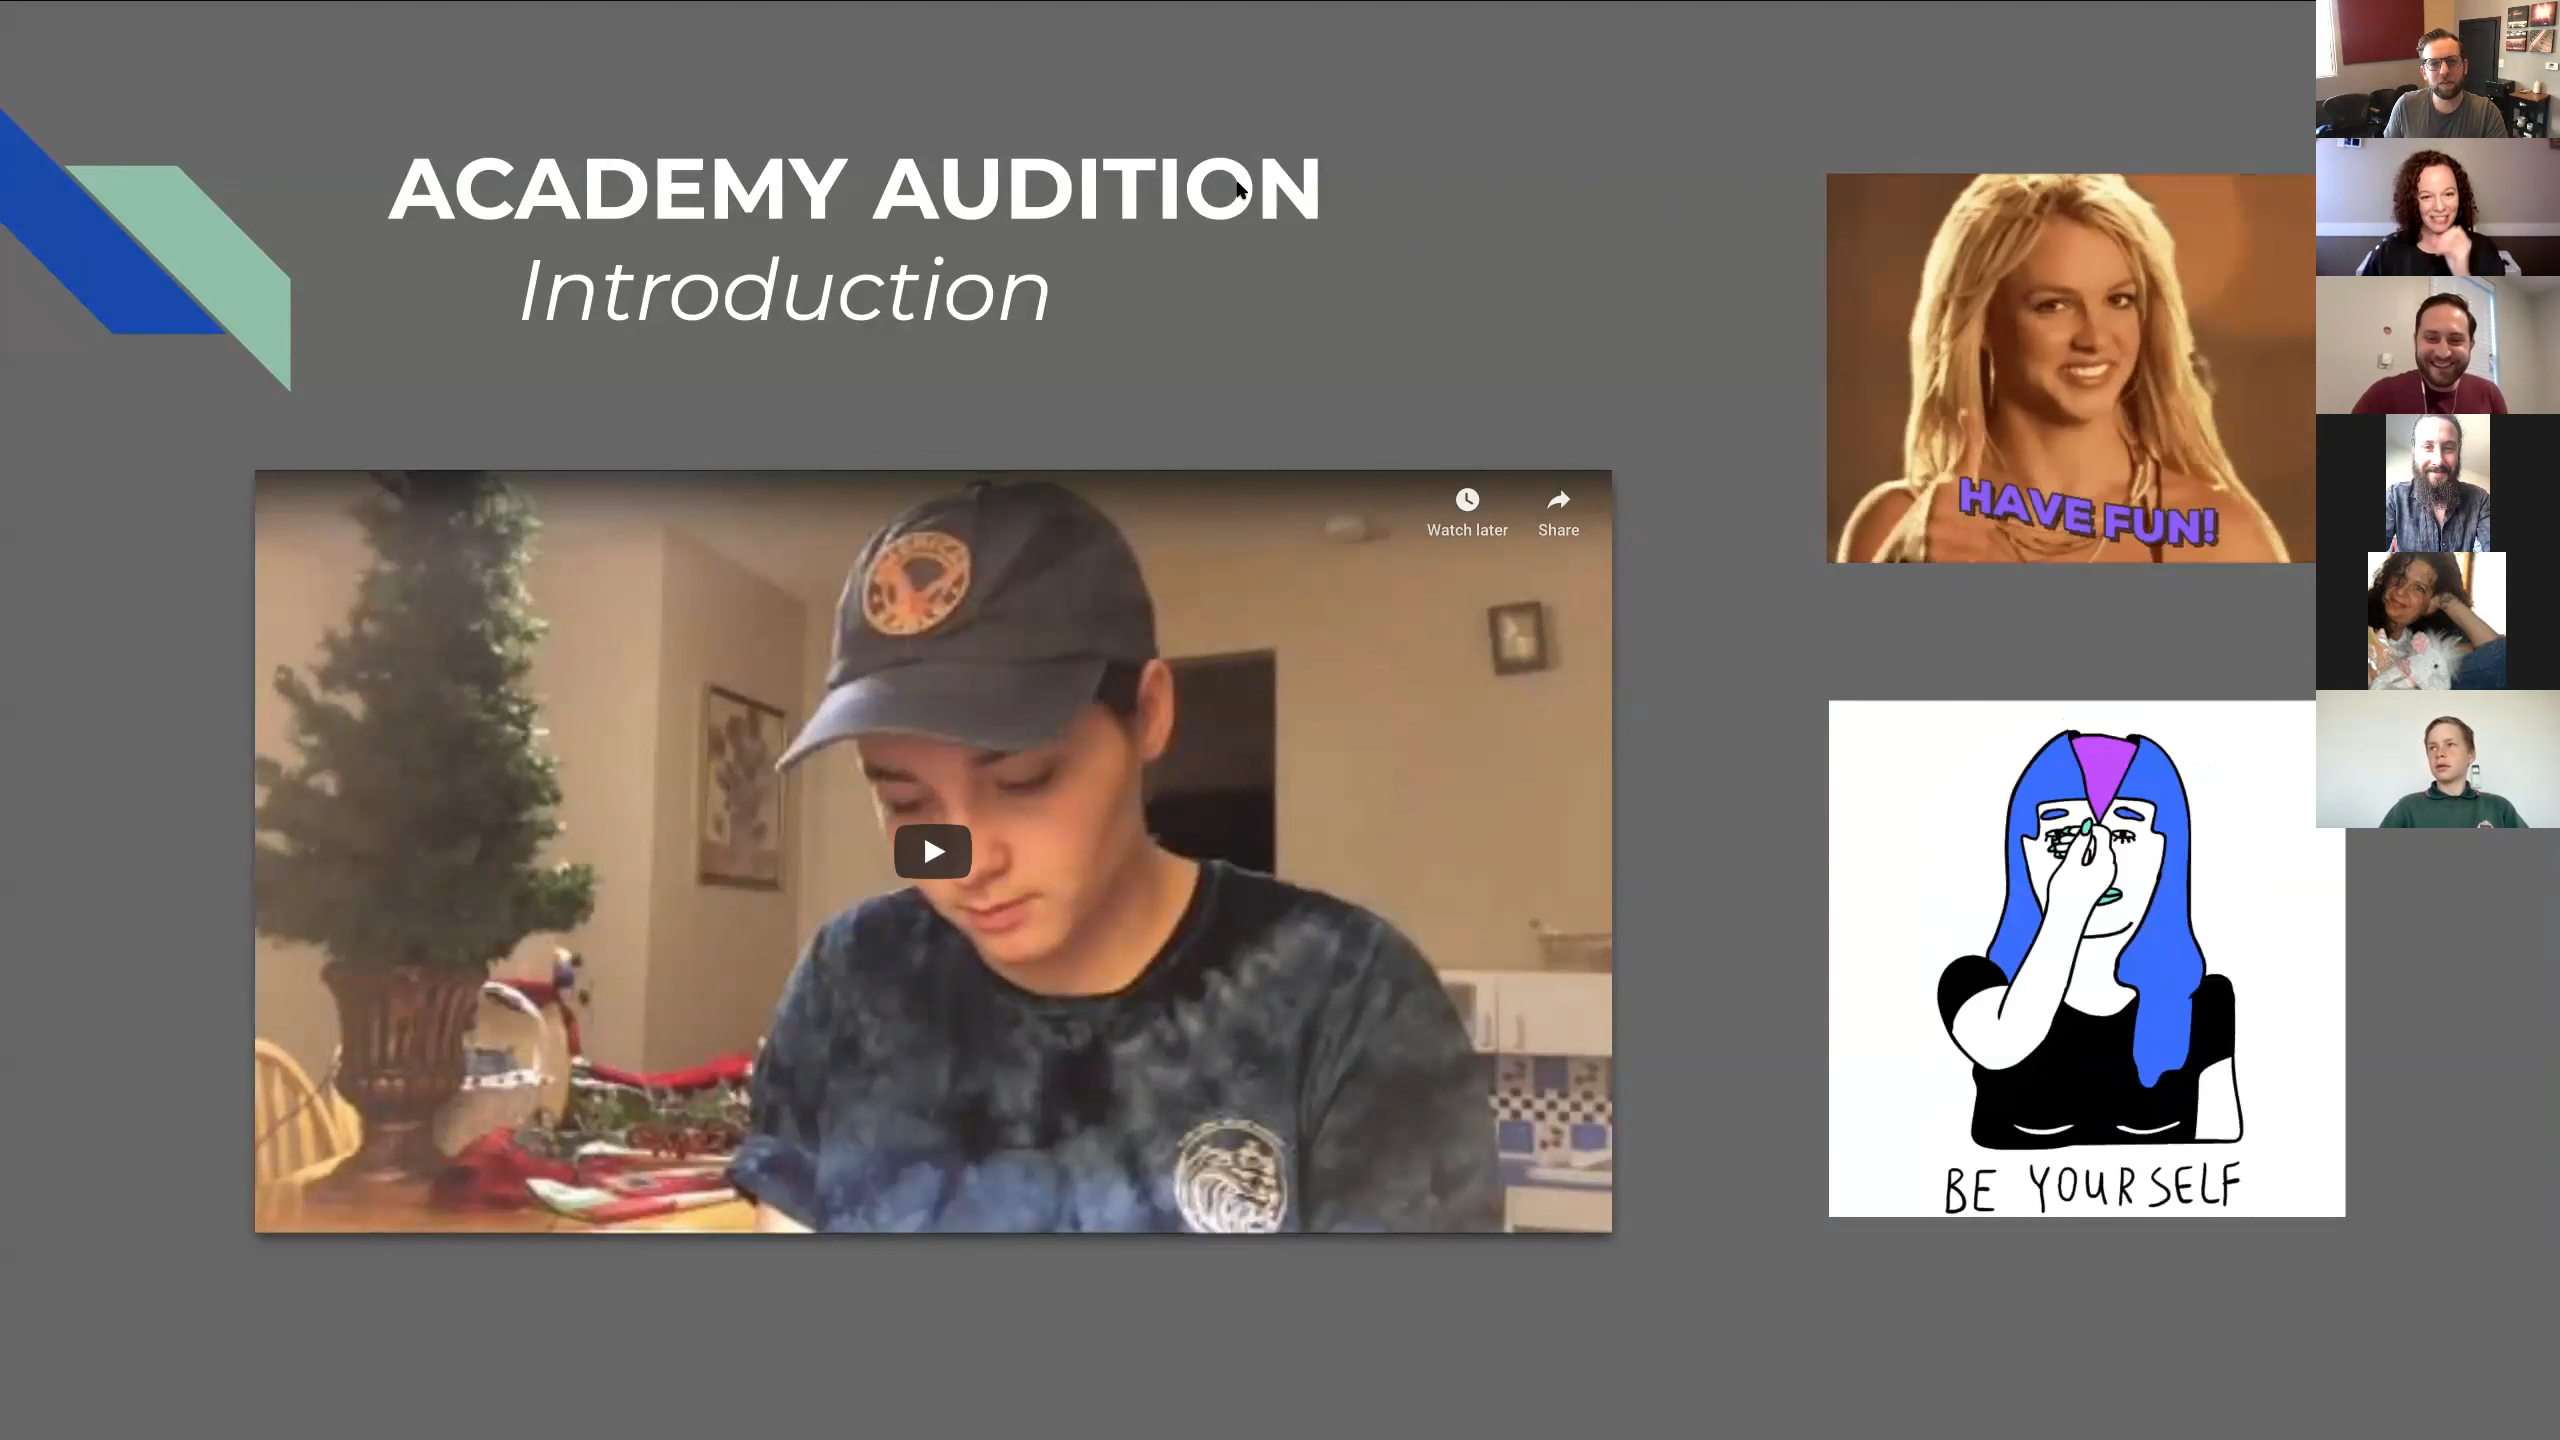 ACADEMY AUDITION
Introduction
Watch later
Share
HAVE FUN!
BE YOURSELF